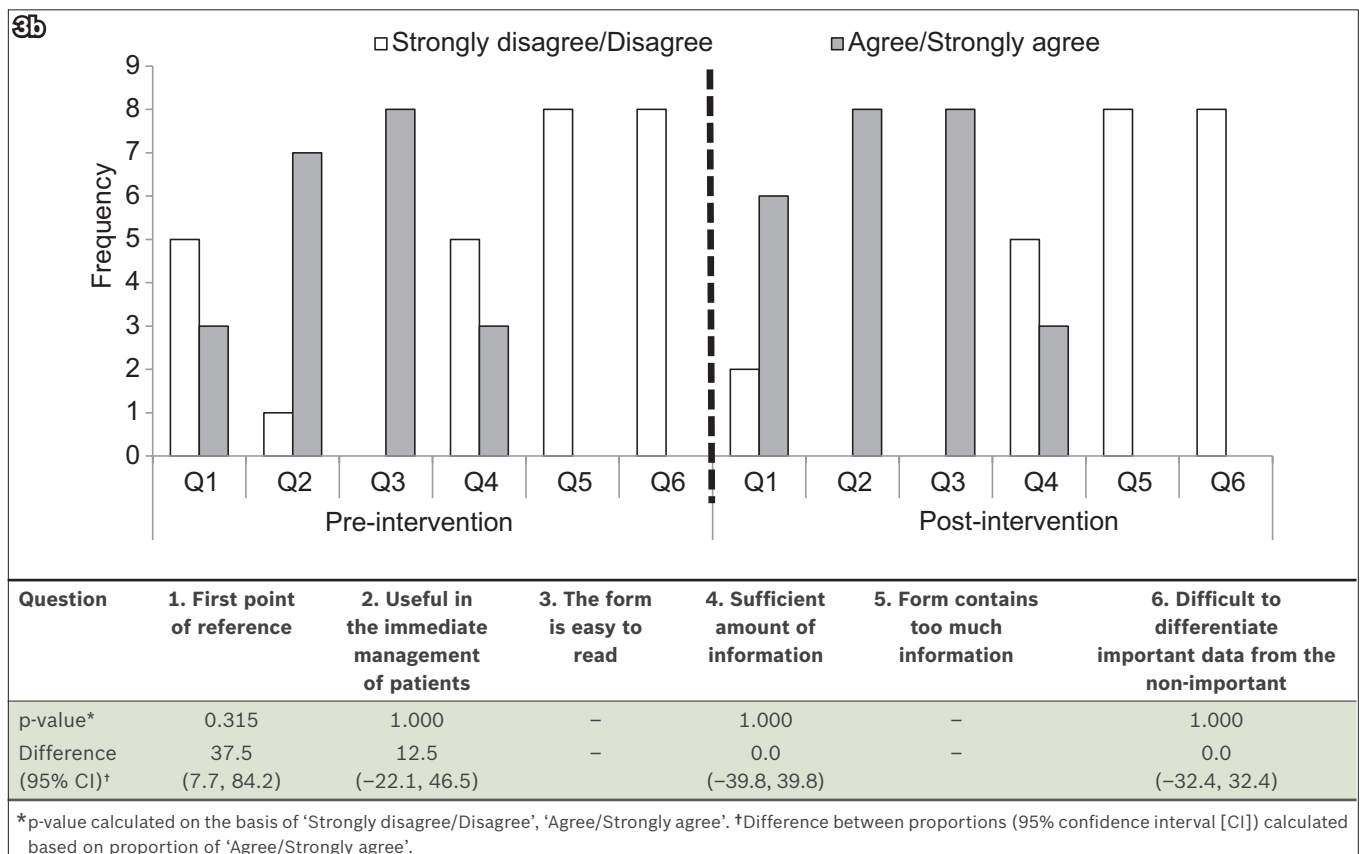 3b
Strongly disagree/Disagree Agree/Strongly agree
9
8
7
6
5
4
3
2
1
0
Frequency
Q1 Q2 Q3 Q4 Q5 Q6 Q1 Q2 Q3 Q4 Q5 Q6
Pre-intervention Post-intervention
Question 1. First point 2. Useful in 3. The form 4. Sufficient 5. Form contains 6. Difficult to
of reference the immediate is easy to amount of too much differentiate
management read information information important data from the
of patients non-important
p-value* 0.315 1.000 – 1.000 – 1.000
Difference 37.5 12.5 – 0.0 – 0.0
(95% CI)† (7.7, 84.2) (−22.1, 46.5) (−39.8, 39.8) (−32.4, 32.4)
*p-value calculated on the basis of ‘Strongly disagree/Disagree’, ‘Agree/Strongly agree’. †Difference between proportions (95% confidence interval [CI]) calculated
based on proportion of ‘Agree/Strongly agree’.